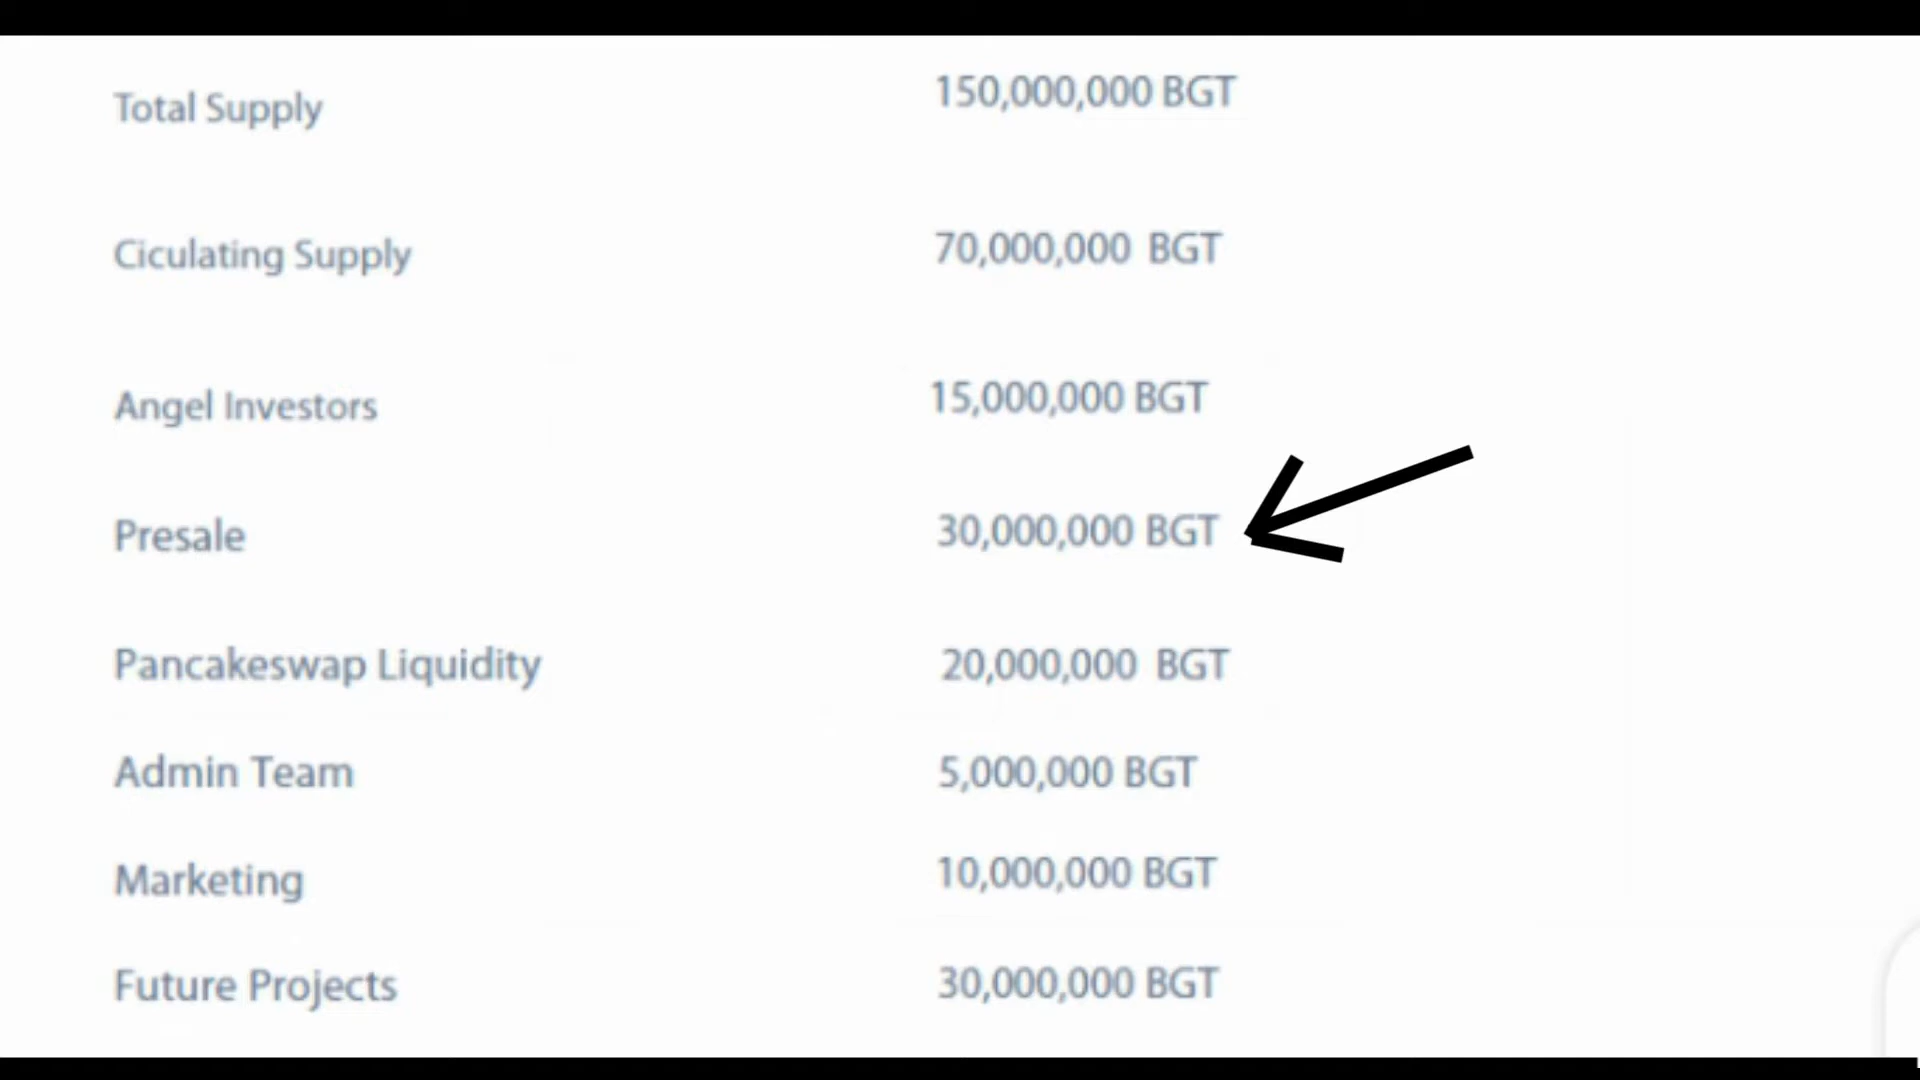 Total Supply 150,000,000 BGT
Ciculating Supply 70,000,000 BGT
Angel Investors 15,000,000 BGT
Presale 30,000,000 BGT
Pancakeswap Liquidity 20,000,000 BGT
Admin Team 5,000,000 BGT
Marketing 10,000,000 BGT
Future Projects 30,000,000 BGT